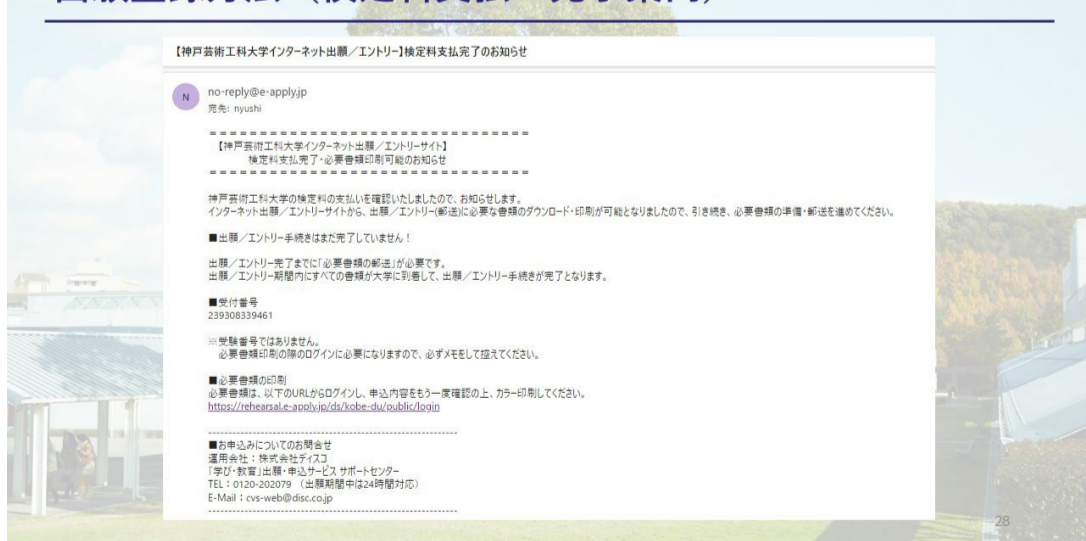 【神戸芸術工科大学インターネット出願／エントリー】検定料支払完了のお知らせ
N
no-reply@e-apply.jp
宛先: nyushi
＝＝＝＝＝＝＝＝＝＝＝＝＝＝＝＝＝＝＝＝＝＝＝＝＝＝＝＝＝＝＝＝
【神戸芸術工科大学インターネット出願／エントリーサイト】
検定料支払完了・必要書類印刷可能のお知らせ
＝＝＝＝＝＝＝＝＝＝＝＝＝＝＝＝＝＝＝＝＝＝＝＝＝＝＝＝＝＝＝＝
神戸芸術工科大学の検定料の支払いを確認いたしましたので、お知らせします。
インターネット出願／エントリーサイトから、出願／エントリー(郵送)に必要な書類のダウンロード・印刷が可能となりましたので、引き続き、必要書類の準備・郵送を進めてください。
■出願／エントリー手続きはまだ完了していません！
出願／エントリー完了までに「必要書類の郵送」が必要です。
出願／エントリー期間内にすべての書類が大学に到着して、出願／エントリー手続きが完了となります。
■受付番号
239308339461
※受験番号ではありません。
必要書類印刷の際のログインに必要になりますので、必ずメモをして控えてください。
■必要書類の印刷
必要書類は、以下のURLからログインし、申込内容をもう一度確認の上、カラー印刷してください。
https://rehearsal.e-apply.jp/ds/kobe-du/public/login
--------------------------------------------------------------
■お申込みについてのお問合せ
運用会社：株式会社ディスコ
「学び・教育」出願・申込サービス サポートセンター
TEL：0120-202079 （出願期間中は24時間対応）
E-Mail：cvs-web@disc.co.jp
--------------------------------------------------------------
28